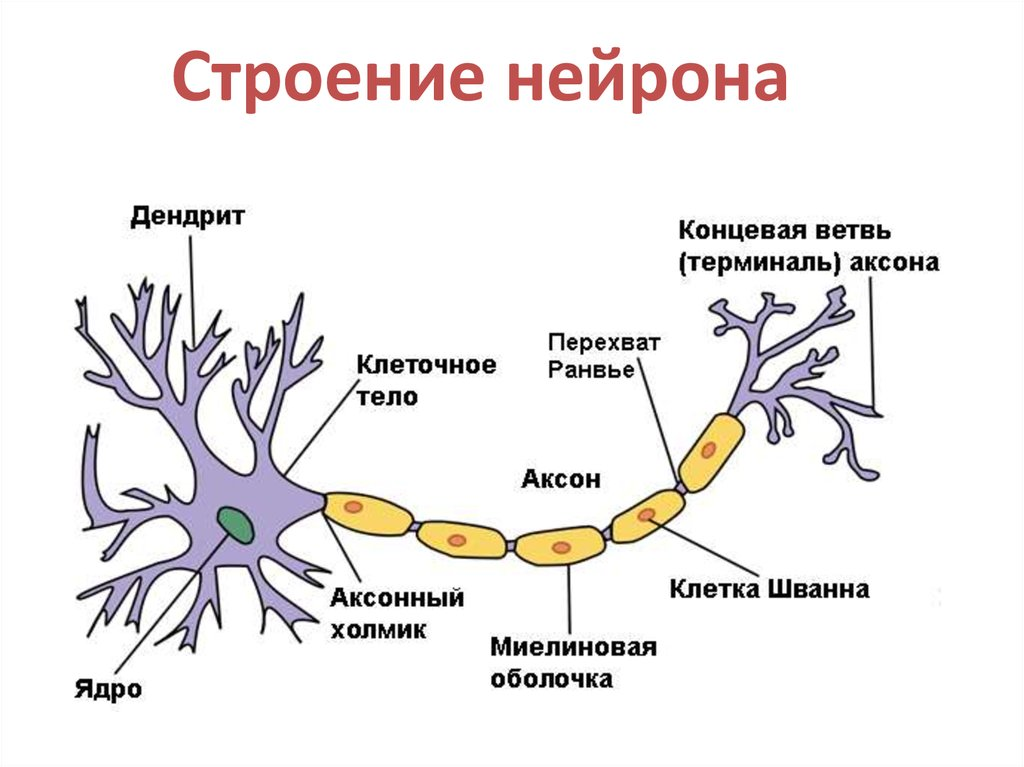 Строение нейрона
Дендрит
Концевая ветвь
(терминаль) аксона
Перехват
Ранвье
Клеточное
тело
Аксон
Клетка Шванна
Аксонный
холмик
Миелиновая
оболочка
Ядро